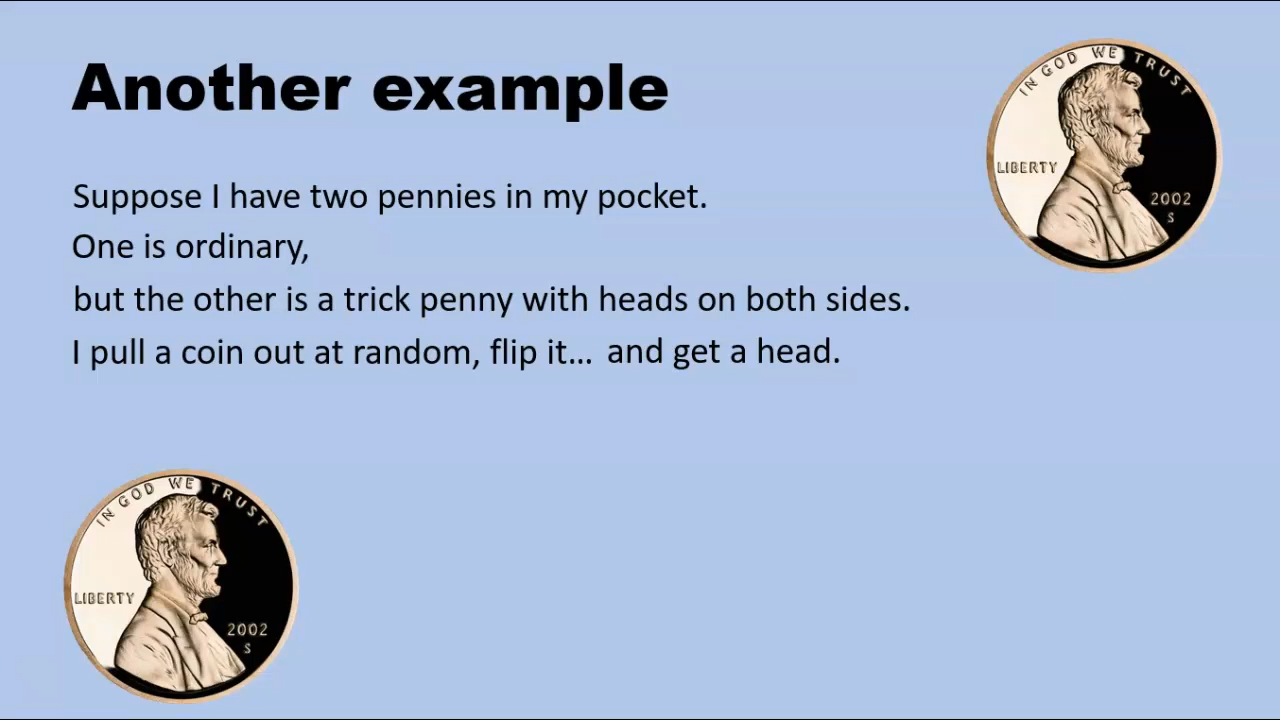 Another example
Suppose I have two pennies in my pocket.
One is ordinary,
but the other is a trick penny with heads on both sides.
I pull a coin out at random, flip it... and get a head.
IN GOD WE TRUST
LIBERTY
2002
S
IN GOD WE TRUST
LIBERTY
2002
S